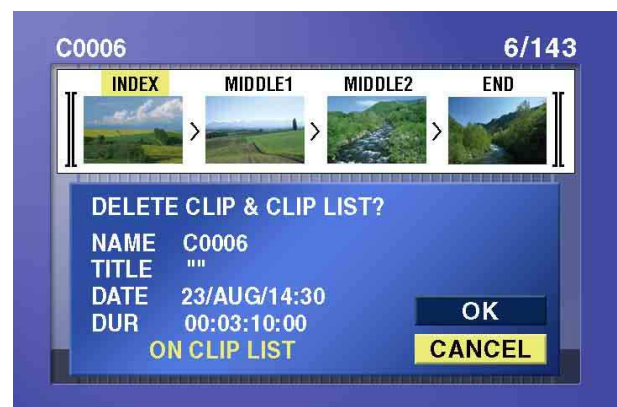 C0006 6/143
INDEX MIDDLE1 MIDDLE2 END
> > >
DELETE CLIP & CLIP LIST?
NAME C0006
TITLE ""
DATE 23/AUG/14:30
DUR 00:03:10:00
ON CLIP LIST
OK
CANCEL